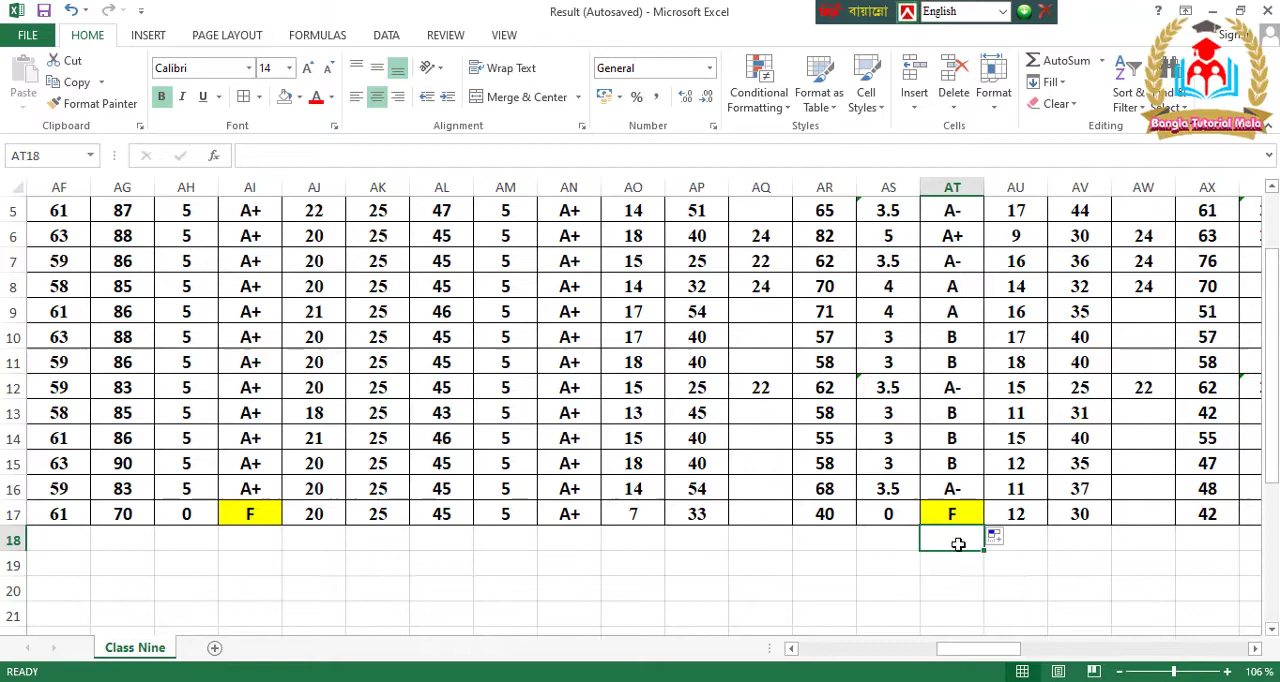 Result (Autosaved) - Microsoft Excel
English
?
Sign
FILE HOME INSERT PAGE LAYOUT FORMULAS DATA REVIEW VIEW
Paste
Cut
Copy
Format Painter
Clipboard
Calibri 14
B I U
A
Font
Wrap Text
Merge & Center
Alignment
General
%
Number
Conditional Formatting
Format as Table
Cell Styles
Styles
Insert Delete Format
Cells
AutoSum
Fill
Clear
Sort &
Filter
Select
Editing
Bangla Tutorial Mela
AT18 fx
AF AG AH AI AJ AK AL AM AN AO AP AQ AR AS AT AU AV AW AX
5 61 87 5 A+ 22 25 47 5 A+ 14 51 65 3.5 A- 17 44 61
6 63 88 5 A+ 20 25 45 5 A+ 18 40 24 82 5 A+ 9 30 24 63
7 59 86 5 A+ 20 25 45 5 A+ 15 25 22 62 3.5 A- 16 36 24 76
8 58 85 5 A+ 20 25 45 5 A+ 14 32 24 70 4 A 14 32 24 70
9 61 86 5 A+ 21 25 46 5 A+ 17 54 71 4 A 16 35 51
10 63 88 5 A+ 20 25 45 5 A+ 17 40 57 3 B 17 40 57
11 59 86 5 A+ 20 25 45 5 A+ 18 40 58 3 B 18 40 58
12 59 83 5 A+ 20 25 45 5 A+ 15 25 22 62 3.5 A- 15 25 22 62
13 58 85 5 A+ 18 25 43 5 A+ 13 45 58 3 B 11 31 42
14 61 86 5 A+ 21 25 46 5 A+ 15 40 55 3 B 15 40 55
15 63 90 5 A+ 20 25 45 5 A+ 18 40 58 3 B 12 35 47
16 59 83 5 A+ 20 25 45 5 A+ 14 54 68 3.5 A- 11 37 48
17 61 70 0 F 20 25 45 5 A+ 7 33 40 0 F 12 30 42
18
19
20
21
Class Nine
READY 106 %